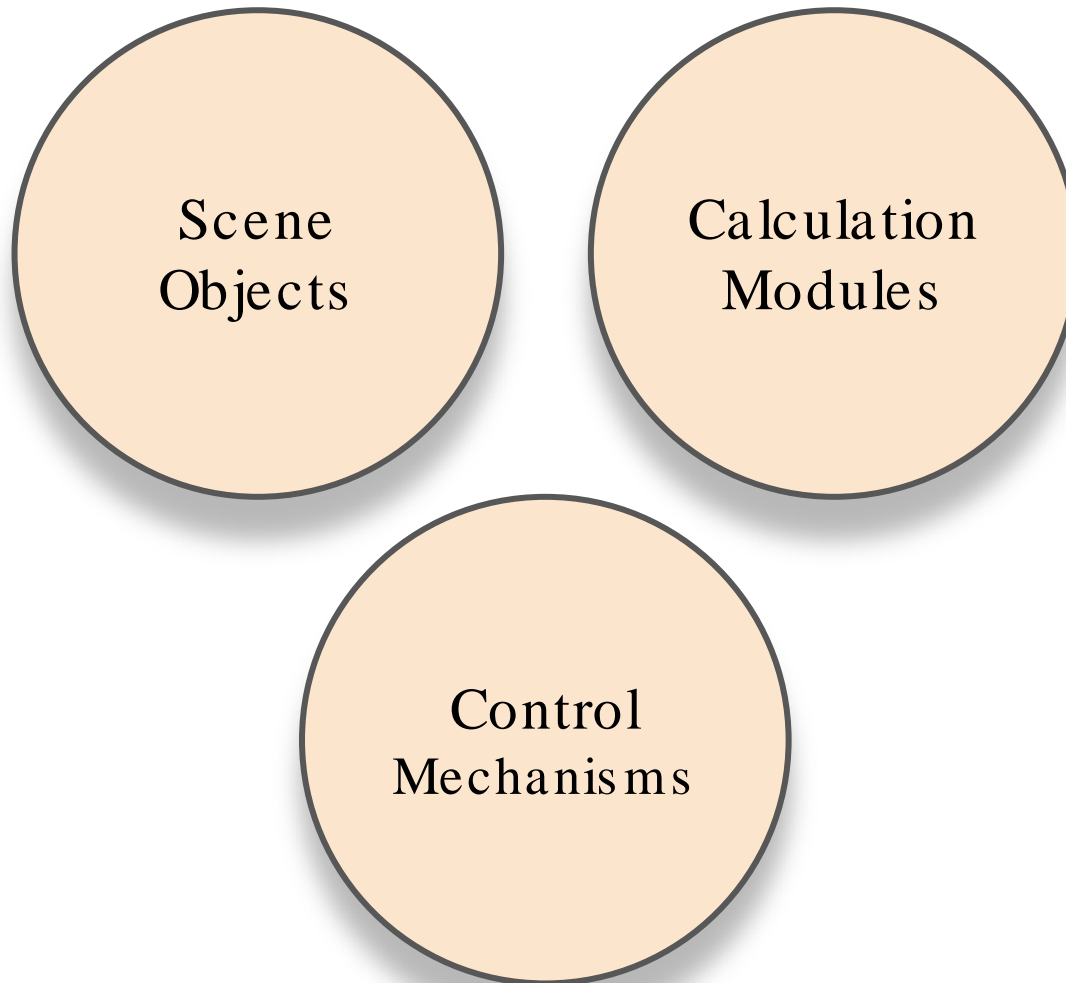 Scene
Objects
Calculation
Modules
Control
Mechanisms